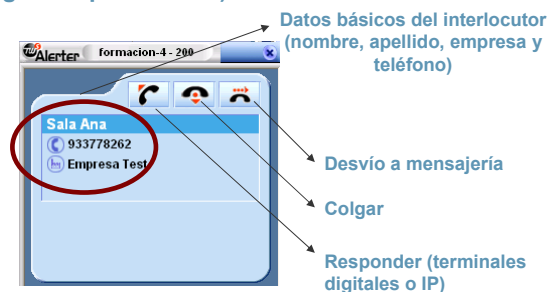 Datos básicos del interlocutor
(nombre, apellido, empresa y
teléfono)
Alerter formacion-4 - 200
Sala Ana
933778262
Empresa Test
Desvío a mensajería
Colgar
Responder (terminales
digitales o IP)